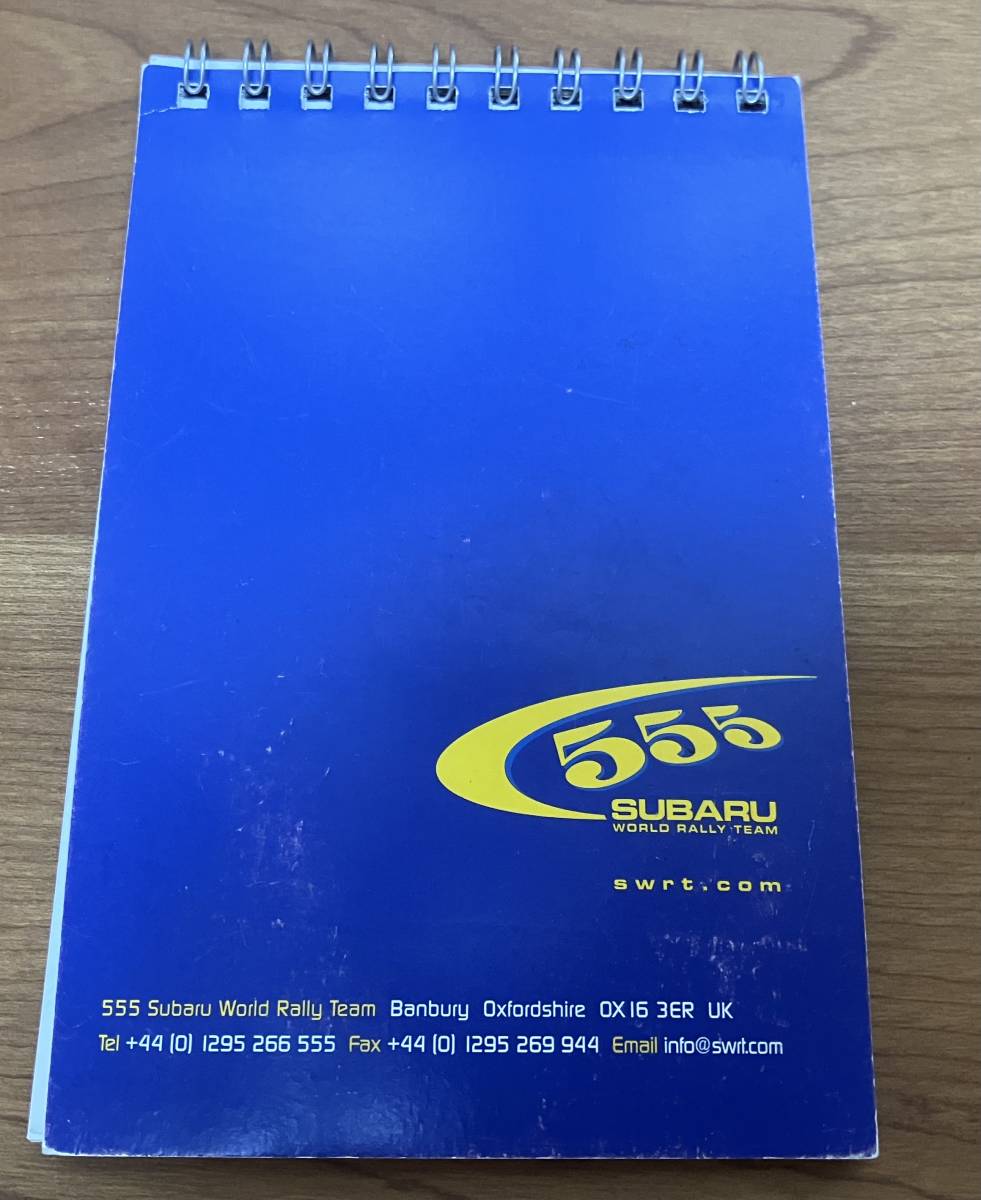 555
SUBARU
WORLD RALLY TEAM
swrt.com
555 Subaru World Rally Team Banbury Oxfordshire OX16 3ER UK
Tel +44 (0) 1295 266 555 Fax +44 (0) 1295 269 944 Email info@swrt.com